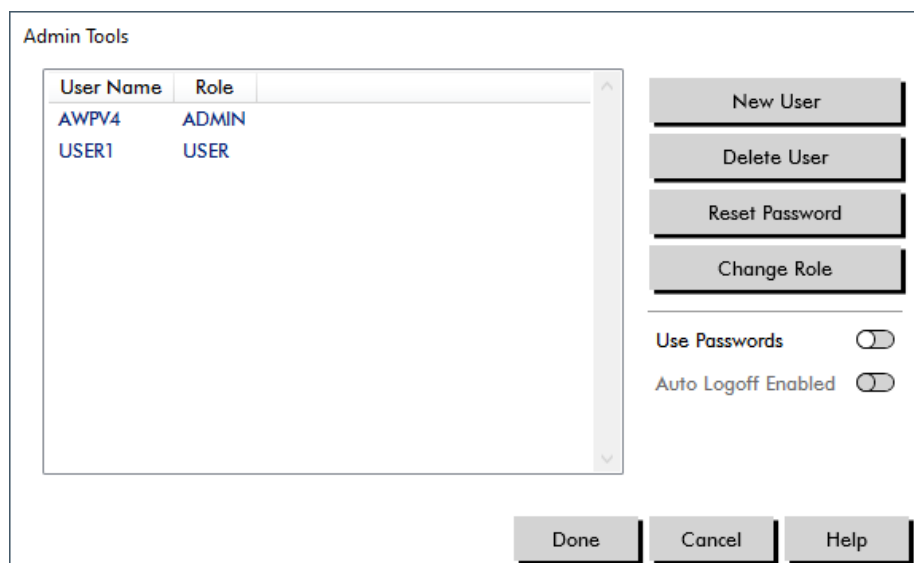 Admin Tools
User Name Role
AWPV4 ADMIN
USER1 USER
New User
Delete User
Reset Password
Change Role
Use Passwords
Auto Logoff Enabled
Done Cancel Help